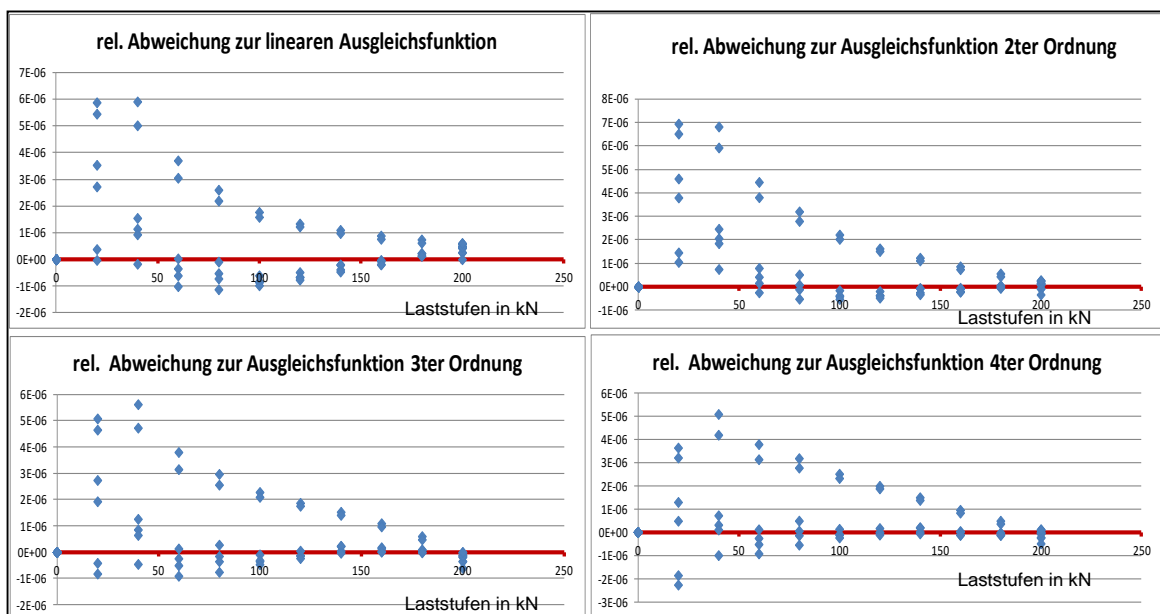 rel. Abweichung zur linearen Ausgleichsfunktion
7E-06
6E-06
5E-06
4E-06
3E-06
2E-06
1E-06
0E+00
-1E-06
-2E-06
0
50
100
150
200
250
Laststufen in kN
rel. Abweichung zur Ausgleichsfunktion 2ter Ordnung
8E-06
7E-06
6E-06
5E-06
4E-06
3E-06
2E-06
1E-06
0E+00
-1E-06
0
50
100
150
200
250
Laststufen in kN
rel. Abweichung zur Ausgleichsfunktion 3ter Ordnung
6E-06
5E-06
4E-06
3E-06
2E-06
1E-06
0E+00
-1E-06
-2E-06
0
50
100
150
200
250
Laststufen in kN
rel. Abweichung zur Ausgleichsfunktion 4ter Ordnung
6E-06
5E-06
4E-06
3E-06
2E-06
1E-06
0E+00
-1E-06
-2E-06
-3E-06
0
50
100
150
200
250
Laststufen in kN